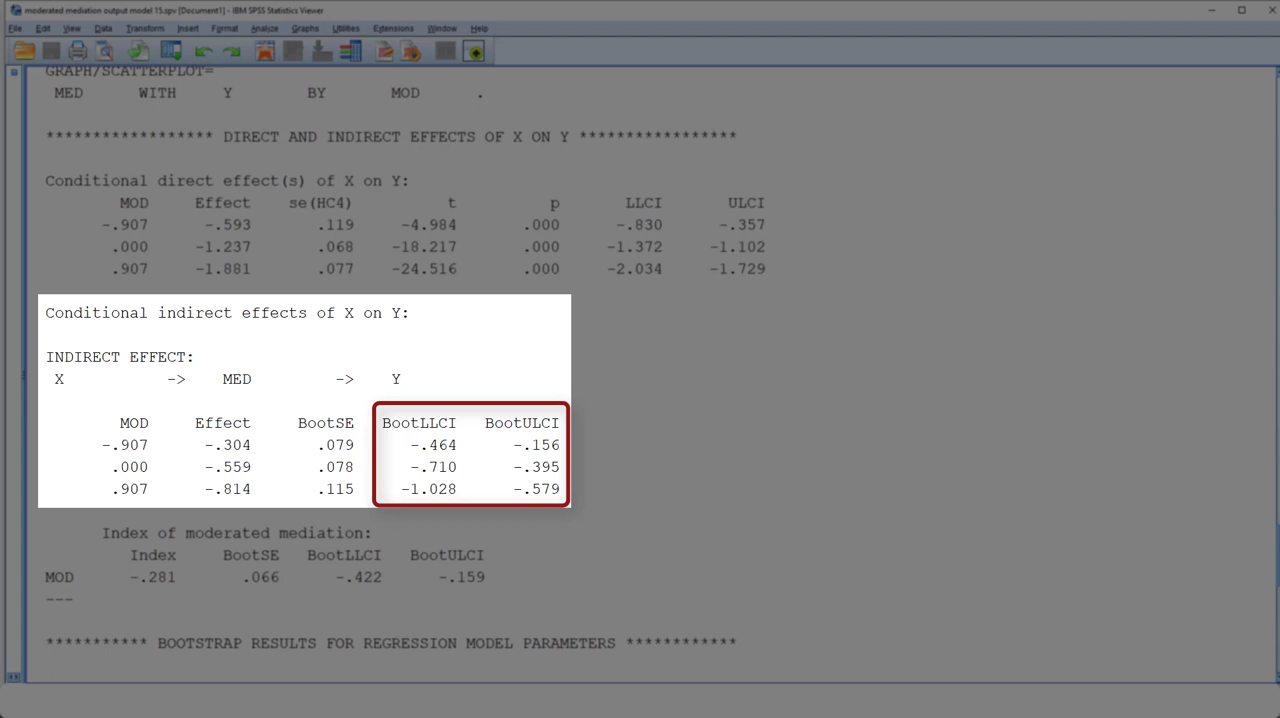 moderated mediation output model 15.spv [Document1] - IBM SPSS Statistics Viewer
File Edit View Data Transform Insert Format Analyze Graphs Utilities Extensions Window Help
GRAPH/SCATTERPLOT=
MED WITH Y BY MOD .
****************** DIRECT AND INDIRECT EFFECTS OF X ON Y *****************
Conditional direct effect(s) of X on Y:
MOD Effect se(HC4) t p LLCI ULCI
-.907 -.593 .119 -4.984 .000 -.830 -.357
.000 -1.237 .068 -18.217 .000 -1.372 -1.102
.907 -1.881 .077 -24.516 .000 -2.034 -1.729
Conditional indirect effects of X on Y:
INDIRECT EFFECT:
X -> MED -> Y
MOD Effect BootSE BootLLCI BootULCI
-.907 -.304 .079 -.464 -.156
.000 -.559 .078 -.710 -.395
.907 -.814 .115 -1.028 -.579
Index of moderated mediation:
Index BootSE BootLLCI BootULCI
MOD -.281 .066 -.422 -.159
---
*********** BOOTSTRAP RESULTS FOR REGRESSION MODEL PARAMETERS ************